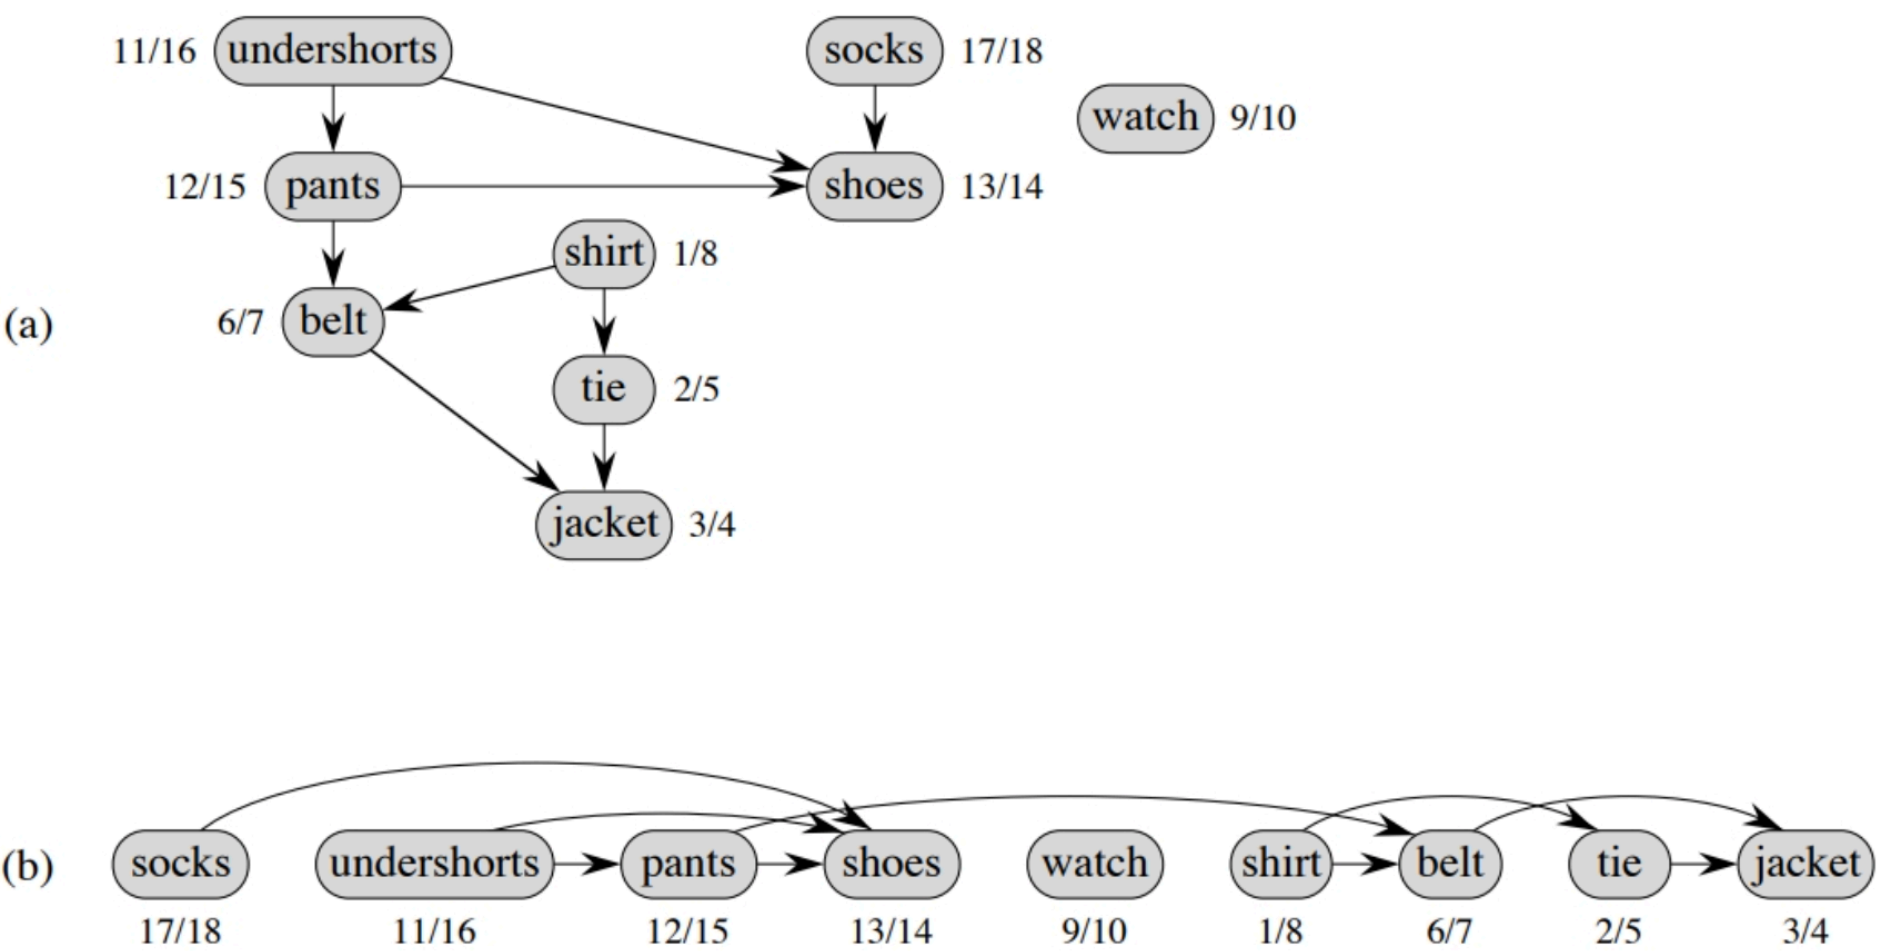 11/16 undershorts socks 17/18
watch 9/10
12/15 pants shoes 13/14
shirt 1/8
(a) 6/7 belt
tie 2/5
jacket 3/4
(b) socks undershorts pants shoes watch shirt belt tie jacket
17/18 11/16 12/15 13/14 9/10 1/8 6/7 2/5 3/4